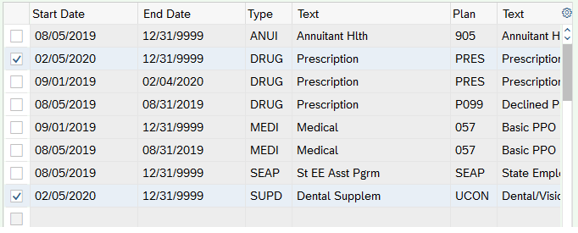 Start Date End Date Type Text Plan Text
08/05/2019 12/31/9999 ANUI Annuitant Hlth 905 Annuitant H
02/05/2020 12/31/9999 DRUG Prescription PRES Prescription
09/01/2019 02/04/2020 DRUG Prescription PRES Prescription
08/05/2019 08/31/2019 DRUG Prescription P099 Declined P
09/01/2019 12/31/9999 MEDI Medical 057 Basic PPO
08/05/2019 08/31/2019 MEDI Medical 057 Basic PPO
08/05/2019 12/31/9999 SEAP St EE Asst Pgrm SEAP State Emple
02/05/2020 12/31/9999 SUPD Dental Supplem UCON Dental/Visio